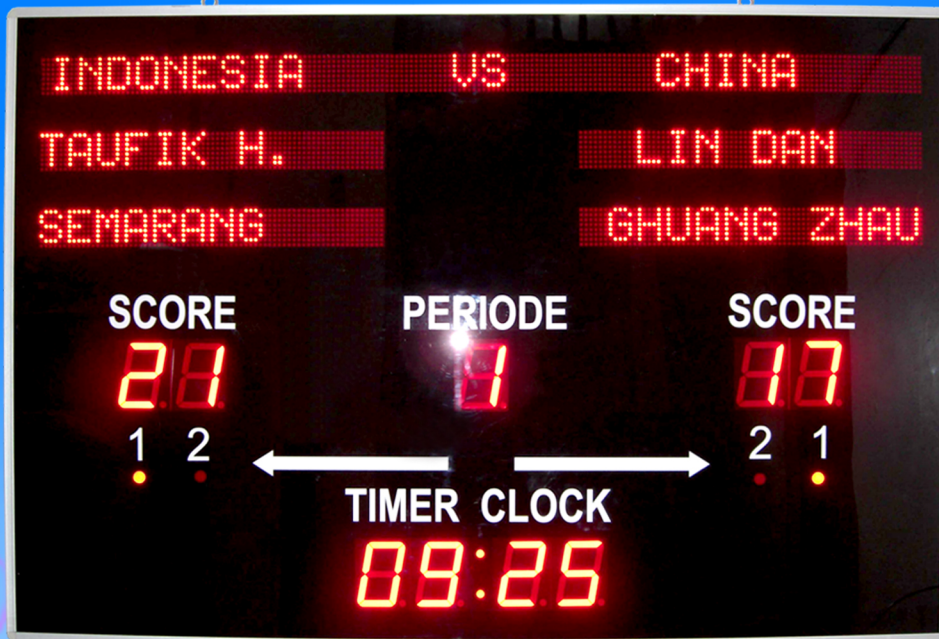 INDONESIA VS CHINA
TAUFIK H. LIN DAN
SEMARANG GHUANG ZHAU
SCORE PERIODE SCORE
21 1 17
1 2 2 1
TIMER CLOCK
09:25